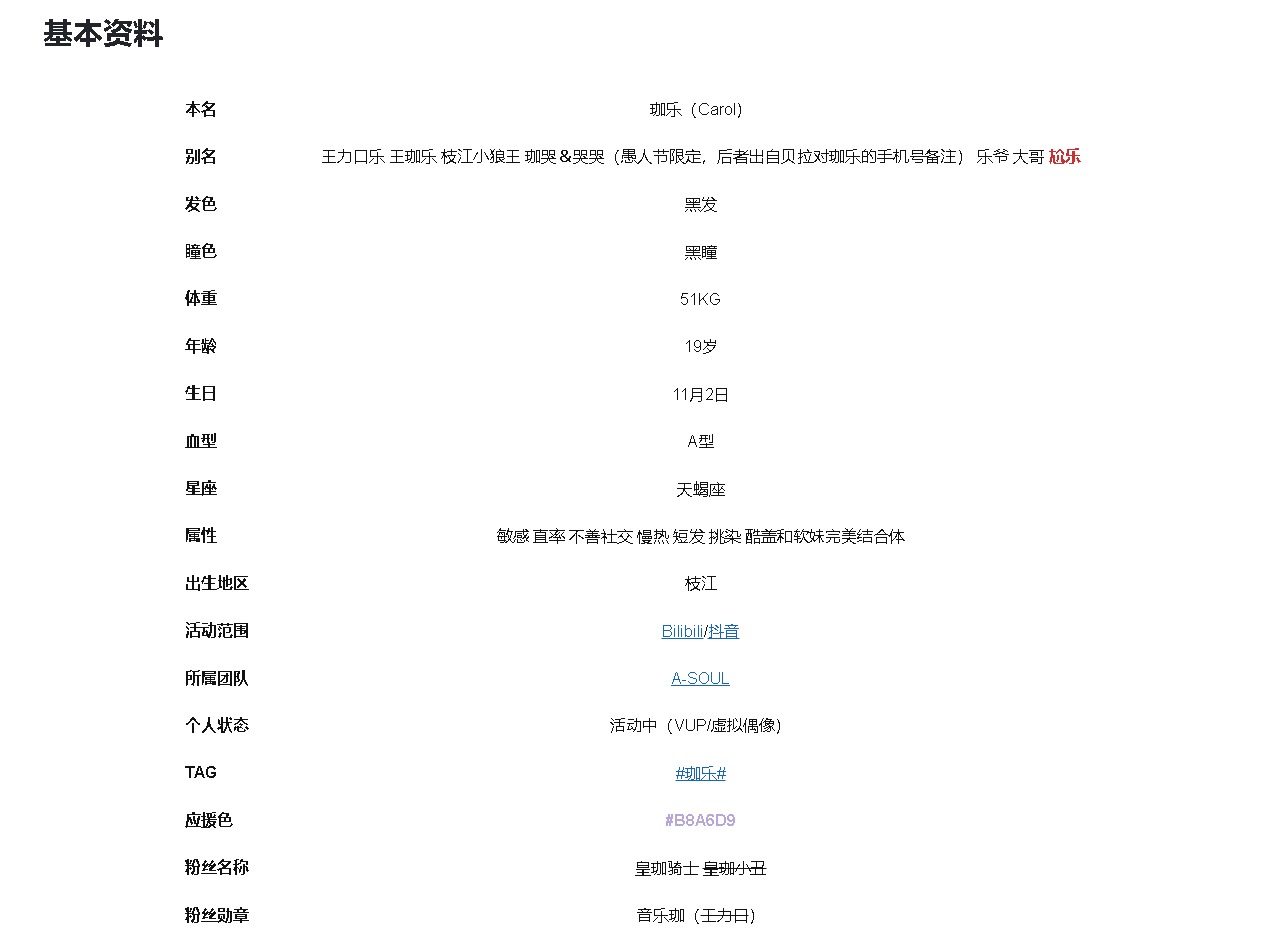 基本资料
本名 珈乐（Carol）
别名 王力口乐 王珈乐 枝江小狼王 珈哭&哭哭（愚人节限定，后者出自贝拉对珈乐的手机号备注） 乐爷 大哥 尬乐
发色 黑发
瞳色 黑瞳
体重 51KG
年龄 19岁
生日 11月2日
血型 A型
星座 天蝎座
属性 敏感 直率 不善社交 慢热 短发 挑染 酷盖和软妹完美结合体
出生地区 枝江
活动范围 Bilibili/抖音
所属团队 A-SOUL
个人状态 活动中（VUP/虚拟偶像）
TAG #珈乐#
应援色 #B8A6D9
粉丝名称 皇珈骑士 皇珈小丑
粉丝勋章 音乐珈（王力口）